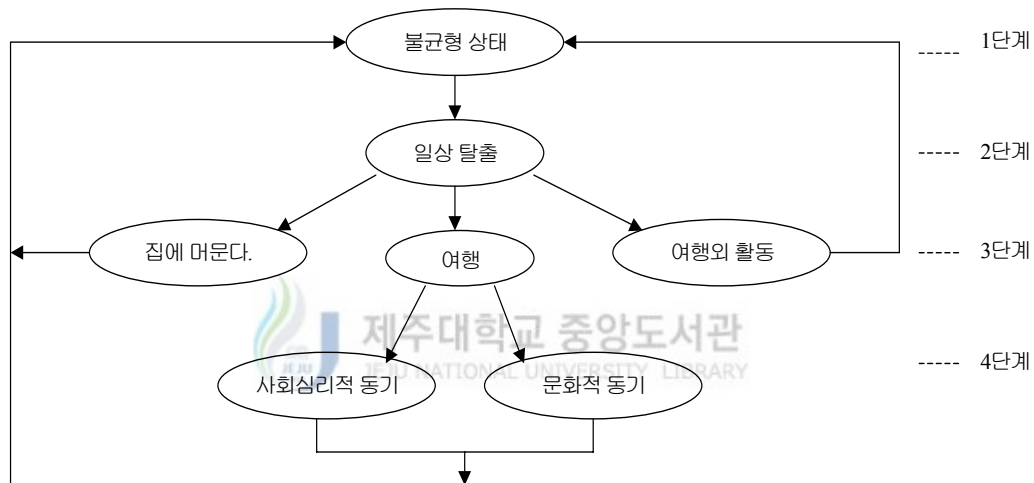 불균형 상태
1단계
일상 탈출
2단계
집에 머문다.
여행
여행외 활동
3단계
제주대학교 중앙도서관
JEJU NATIONAL UNIVERSITY LIBRARY
사회심리적 동기
문화적 동기
4단계